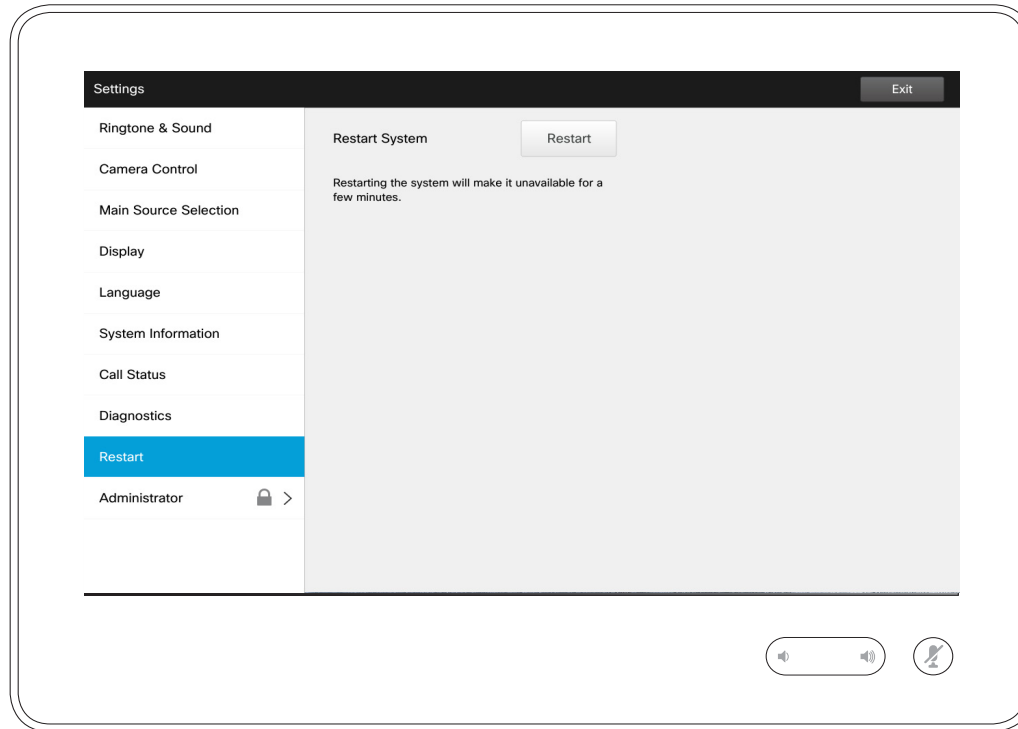 Settings
Exit
Ringtone & Sound
Camera Control
Main Source Selection
Display
Language
System Information
Call Status
Diagnostics
Restart
Administrator
Restart System
Restart
Restarting the system will make it unavailable for a
few minutes.